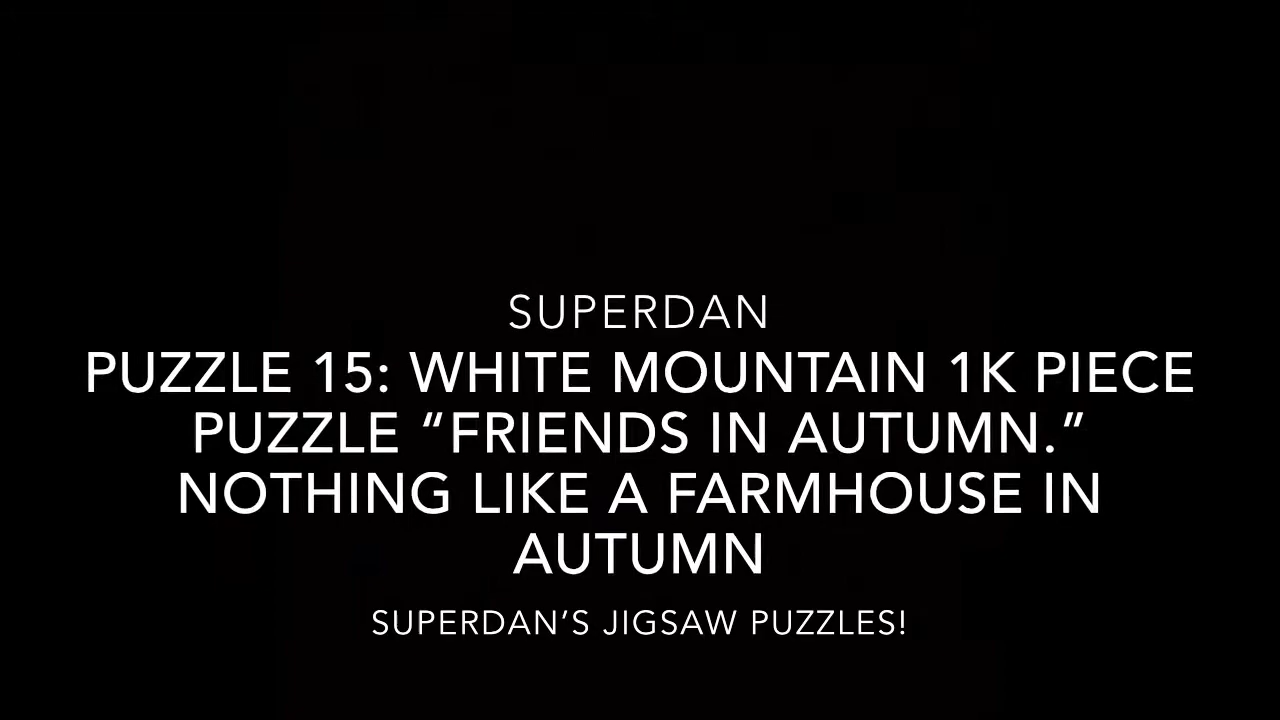 SUPERDAN
PUZZLE 15: WHITE MOUNTAIN 1K PIECE
PUZZLE “FRIENDS IN AUTUMN.”
NOTHING LIKE A FARMHOUSE IN
AUTUMN
SUPERDAN’S JIGSAW PUZZLES!